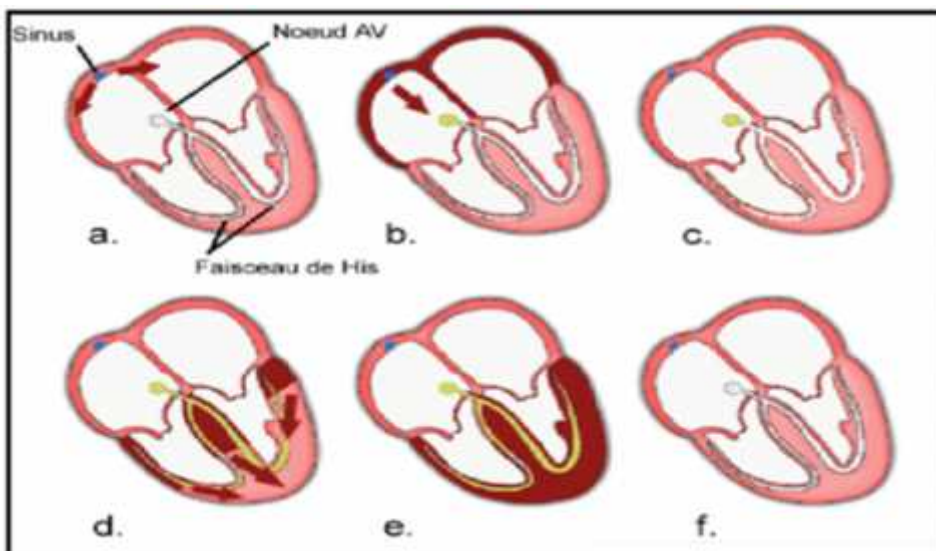 Sinus
Noeud AV
a.
b.
c.
Faisceau de His
d.
e.
f.